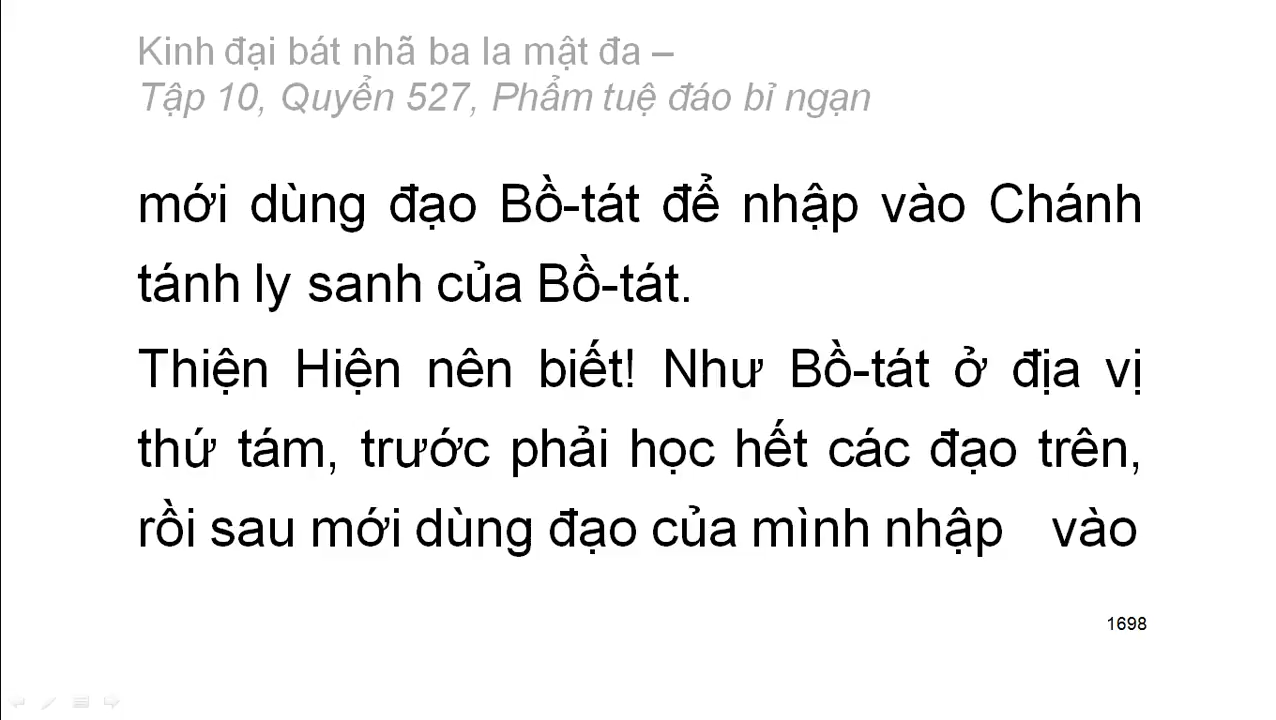 Kinh đại bát nhã ba la mật đa –
Tập 10, Quyển 527, Phẩm tuệ đáo bỉ ngạn
mới dùng đạo Bồ-tát để nhập vào Chánh
tánh ly sanh của Bồ-tát.
Thiện Hiện nên biết! Như Bồ-tát ở địa vị
thứ tám, trước phải học hết các đạo trên,
rồi sau mới dùng đạo của mình nhập vào
1698